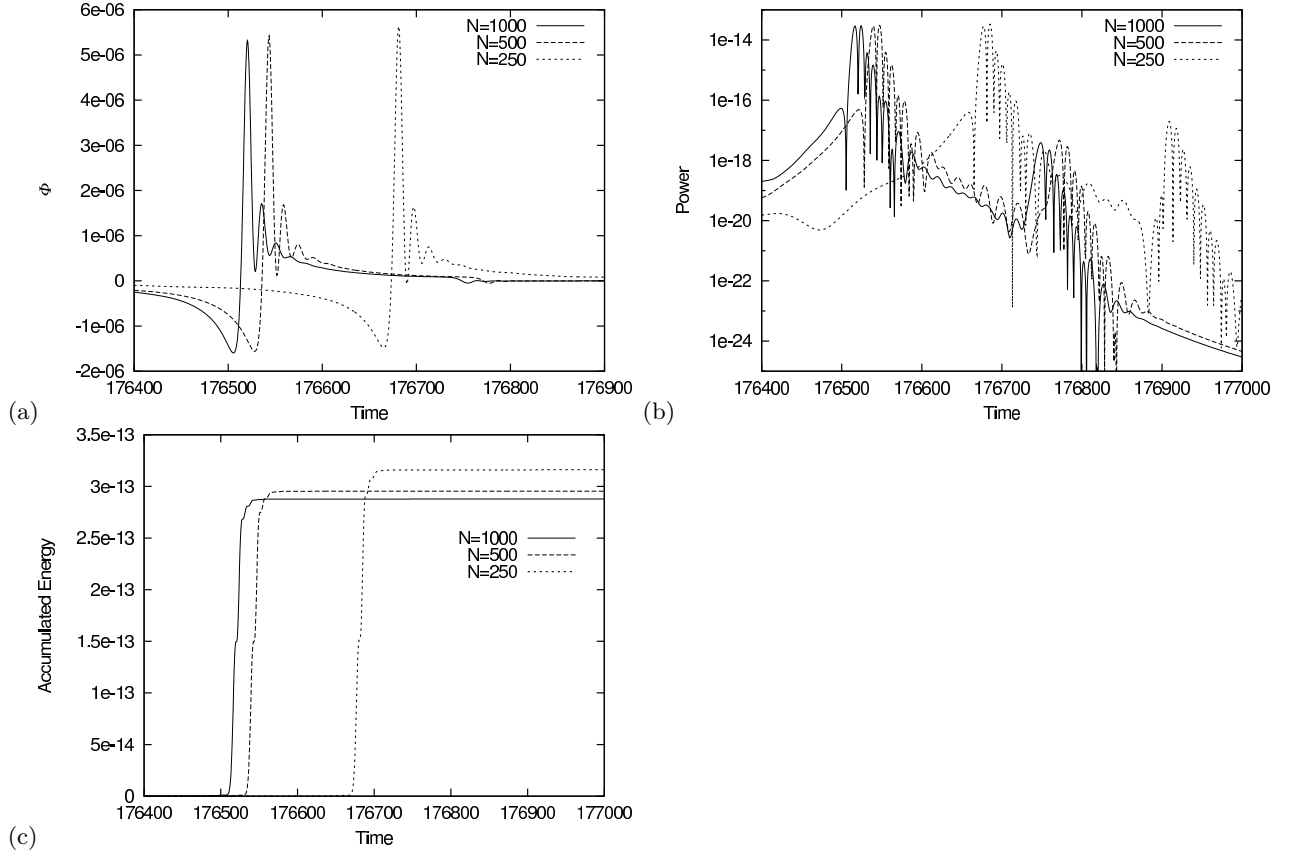 6e-06
5e-06
4e-06
3e-06
2e-06
1e-06
0
-1e-06
-2e-06
Φ
N=1000
N=500
N=250
176400 176500 176600 176700 176800 176900
Time
(a)
1e-14
1e-16
1e-18
1e-20
1e-22
1e-24
Power
N=1000
N=500
N=250
176400 176500 176600 176700 176800 176900 177000
Time
(b)
3.5e-13
3e-13
2.5e-13
2e-13
1.5e-13
1e-13
5e-14
0
Accumulated Energy
N=1000
N=500
N=250
176400 176500 176600 176700 176800 176900 177000
Time
(c)